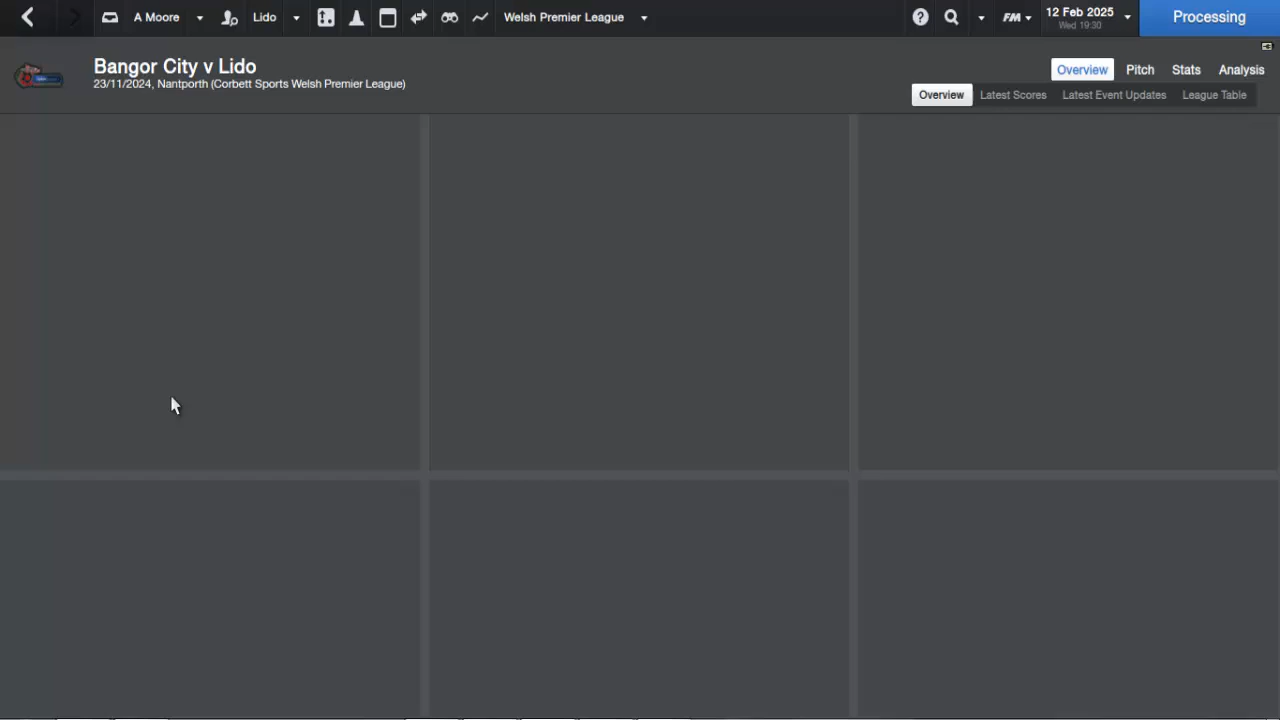 A Moore Lido Welsh Premier League FM 12 Feb 2025 Processing
Wed 19:30
Bangor City v Lido
23/11/2024, Nantporth (Corbett Sports Welsh Premier League)
Overview Pitch Stats Analysis
Overview Latest Scores Latest Event Updates League Table